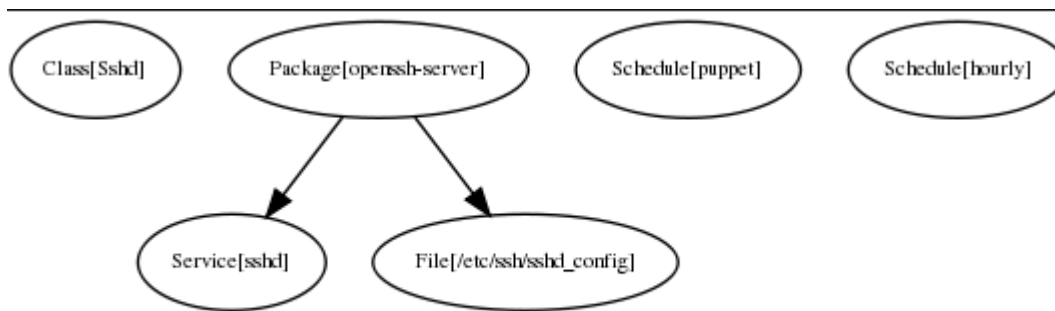 Class[Sshd]
Package[openssh-server]
Schedule[puppet]
Schedule[hourly]
Service[sshd]
File[/etc/ssh/sshd_config]